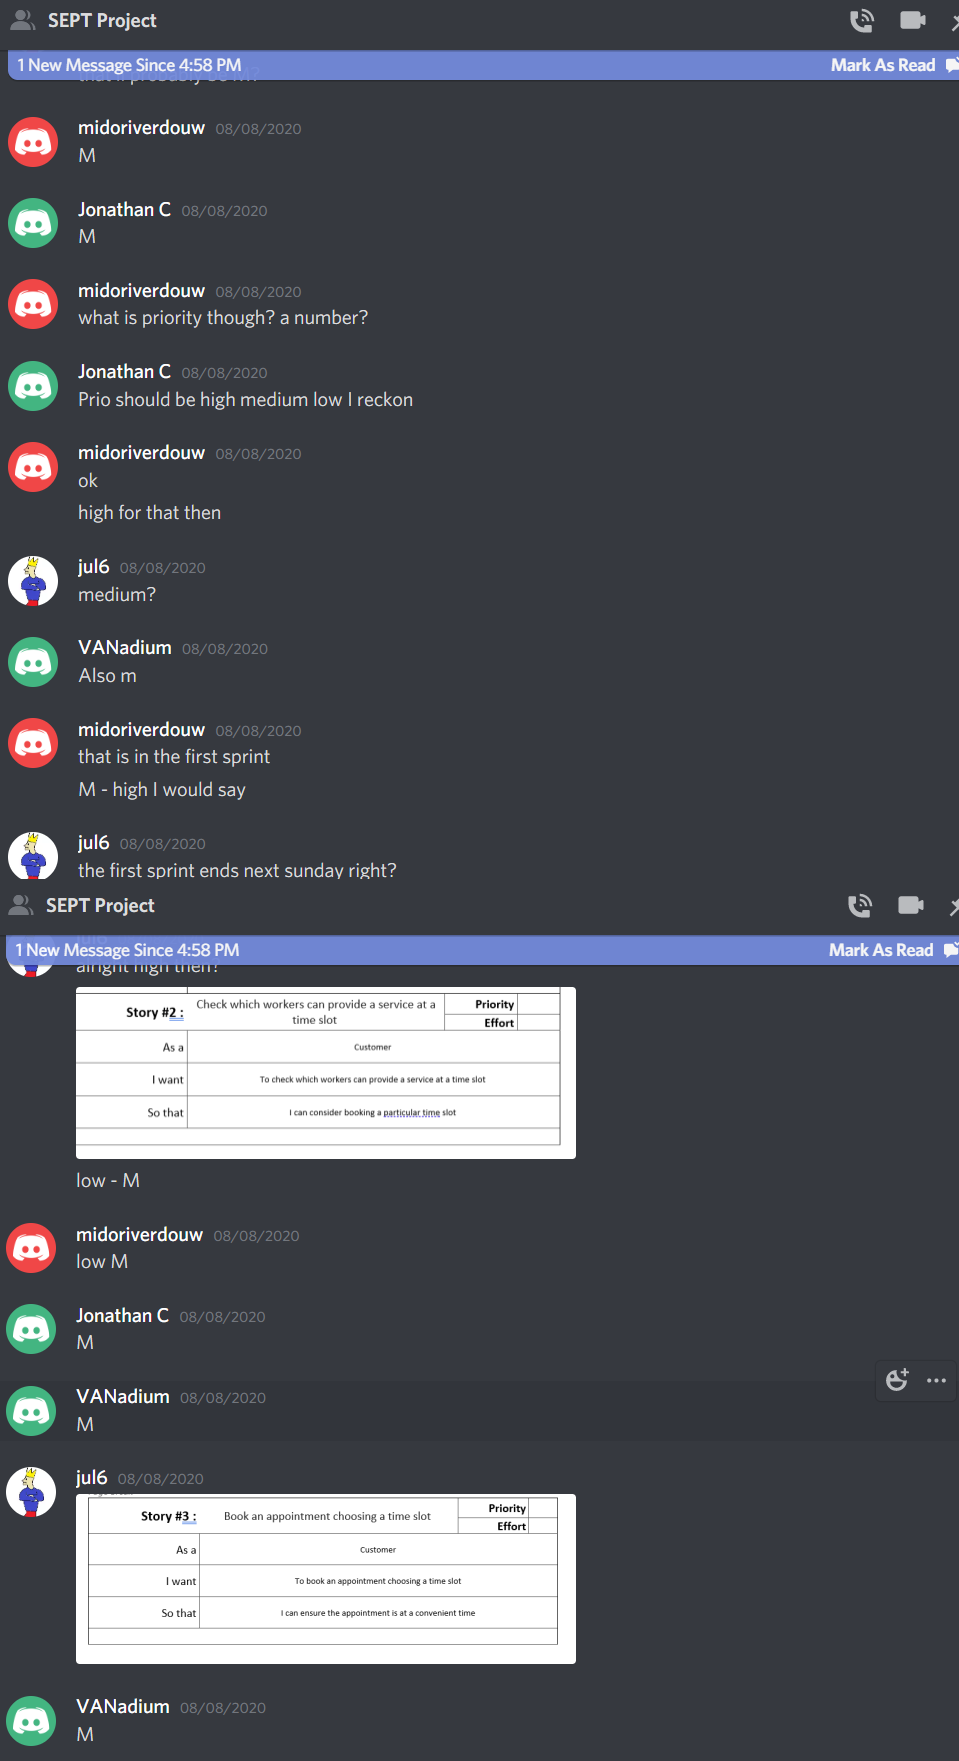 SEPT Project
1 New Message Since 4:58 PM Mark As Read
midoriverdouw 08/08/2020
M
Jonathan C 08/08/2020
M
midoriverdouw 08/08/2020
what is priority though? a number?
Jonathan C 08/08/2020
Prio should be high medium low I reckon
midoriverdouw 08/08/2020
ok
high for that then
jul6 08/08/2020
medium?
VANadium 08/08/2020
Also m
midoriverdouw 08/08/2020
that is in the first sprint
M - high I would say
jul6 08/08/2020
the first sprint ends next sunday right?
SEPT Project
1 New Message Since 4:58 PM Mark As Read
alright high then?
Story #2 : Check which workers can provide a service at a Priority
time slot Effort
As a Customer
I want To check which workers can provide a service at a time slot
So that I can consider booking a particular time slot
low - M
midoriverdouw 08/08/2020
low M
Jonathan C 08/08/2020
M
VANadium 08/08/2020
M
jul6 08/08/2020
Story #3 : Book an appointment choosing a time slot Priority
Effort
As a Customer
I want To book an appointment choosing a time slot
So that I can ensure the appointment is at a convenient time
VANadium 08/08/2020
M